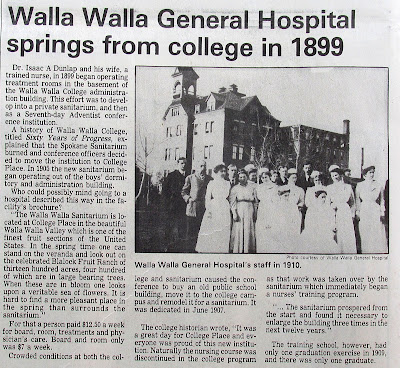 Walla Walla General Hospital
springs from college in 1899
Dr. Isaac A Dunlap and his wife, a
trained nurse, in 1899 began operating
treatment rooms in the basement of
the Walla Walla College administra-
tion building. This effort was to devel-
op into a private sanitarium, and then
as a Seventh-day Adventist confer-
ence institution.
A history of Walla Walla College,
titled Sixty Years of Progress, ex-
plained that the Spokane Sanitarium
burned and conference officers decid-
ed to move the institution to College
Place. In 1905 the new sanitarium be-
gan operating out of the boys' dormi-
tory and administration building.
Who could possibly mind going to a
hospital described this way in the fa-
cility's brochure?
"The Walla Walla Sanitarium is lo-
cated at College Place in the beautiful
Walla Walla Valley which is one of the
finest fruit sections of the United
States. In the spring time one can
stand on the veranda and look out on
the celebrated Blalock Fruit Ranch of
thirteen hundred acres, four hundred
of which are in large bearing trees.
When these are in bloom one looks
upon a veritable sea of flowers. It is
hard to find a more pleasant place in
the spring than surrounds the
sanitarium."
For that a person paid $12.50 a week
for board, room, treatments and phy-
sician's care. Board and room only
was $7 a week.
Crowded conditions at both the col-
Photo courtesy of Walla Walla General Hospital
Walla Walla General Hospital's staff in 1910.
lege and sanitarium caused the con-
ference to buy an old public school
building, move it to the college cam-
pus and remodel it for a sanitarium. It
was dedicated in June 1907.
The college historian wrote, "It was
a great day for College Place and ev-
eryone was proud of this new institu-
tion. Naturally the nursing course was
discontinued in the college program
as that work was taken over by the
sanitarium which immediately began
a nurses' training program.
"... The sanitarium prospered from
the start and found it necessary to
enlarge the building three times in the
next twelve years."
The training school, however, had
only one graduation exercise in 1909,
and there was only one graduate.